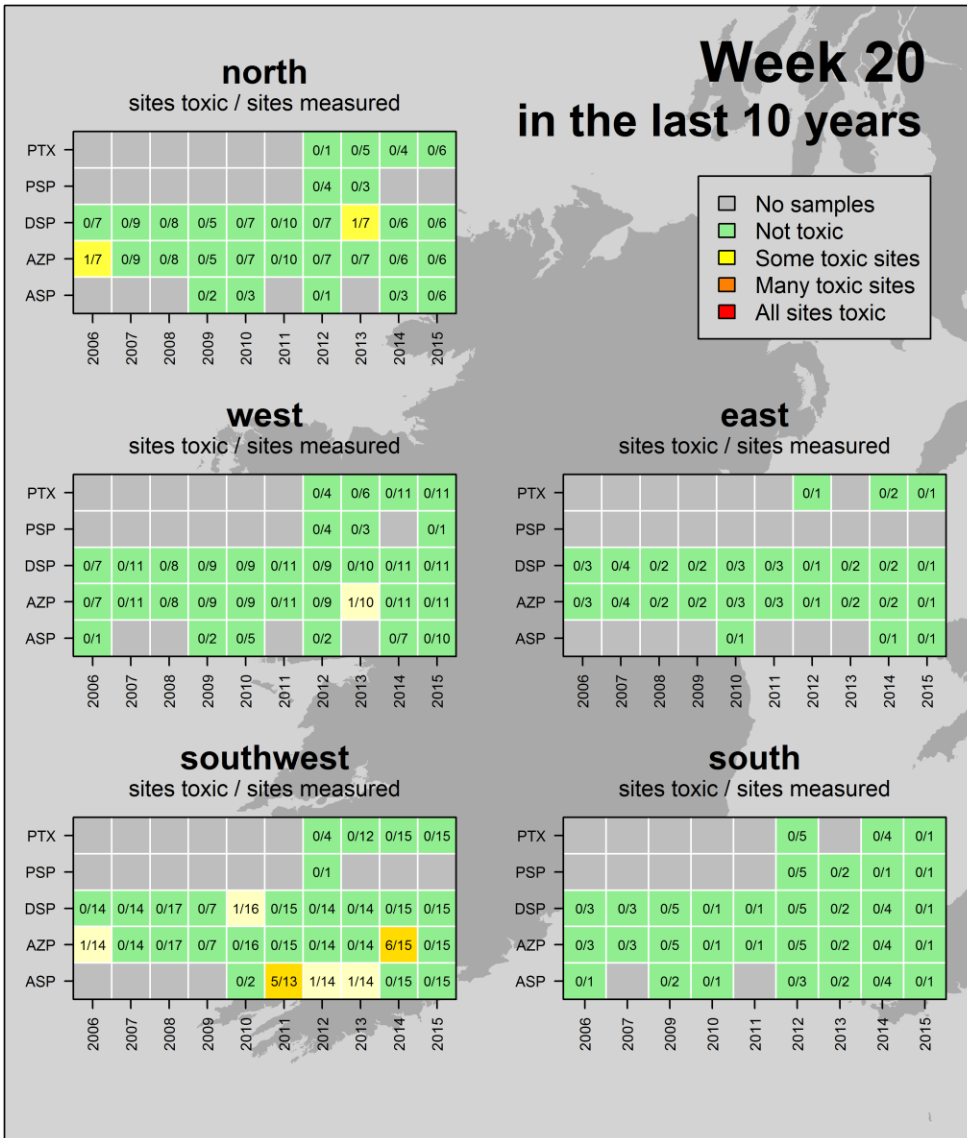 Week 20
in the last 10 years
No samples
Not toxic
Some toxic sites
Many toxic sites
All sites toxic
north
sites toxic / sites measured
PTX 0/1 0/5 0/4 0/6
PSP 0/4 0/3
DSP 0/7 0/9 0/8 0/5 0/7 0/10 0/7 1/7 0/6 0/6
AZP 1/7 0/9 0/8 0/5 0/7 0/10 0/7 0/7 0/6 0/6
ASP 0/2 0/3 0/1 0/3 0/6
2006 2007 2008 2009 2010 2011 2012 2013 2014 2015
west
sites toxic / sites measured
PTX 0/4 0/6 0/11 0/11
PSP 0/4 0/3 0/1
DSP 0/7 0/11 0/8 0/9 0/9 0/11 0/9 0/10 0/11 0/11
AZP 0/7 0/11 0/8 0/9 0/9 0/11 0/9 1/10 0/11 0/11
ASP 0/1 0/2 0/5 0/2 0/7 0/10
2006 2007 2008 2009 2010 2011 2012 2013 2014 2015
east
sites toxic / sites measured
PTX 0/1 0/2 0/1
PSP
DSP 0/3 0/4 0/2 0/2 0/3 0/3 0/1 0/2 0/2 0/1
AZP 0/3 0/4 0/2 0/2 0/3 0/3 0/1 0/2 0/2 0/1
ASP 0/1 0/1 0/1
2006 2007 2008 2009 2010 2011 2012 2013 2014 2015
southwest
sites toxic / sites measured
PTX 0/4 0/12 0/15 0/15
PSP 0/1
DSP 0/14 0/14 0/17 0/7 1/16 0/15 0/14 0/14 0/15 0/15
AZP 1/14 0/14 0/17 0/7 0/16 0/15 0/14 0/14 6/15 0/15
ASP 0/2 5/13 1/14 1/14 0/15 0/15
2006 2007 2008 2009 2010 2011 2012 2013 2014 2015
south
sites toxic / sites measured
PTX 0/5 0/4 0/1
PSP 0/5 0/2 0/1 0/1
DSP 0/3 0/3 0/5 0/1 0/1 0/5 0/2 0/4 0/1
AZP 0/3 0/3 0/5 0/1 0/1 0/5 0/2 0/4 0/1
ASP 0/1 0/2 0/1 0/3 0/2 0/4 0/1
2006 2007 2008 2009 2010 2011 2012 2013 2014 2015